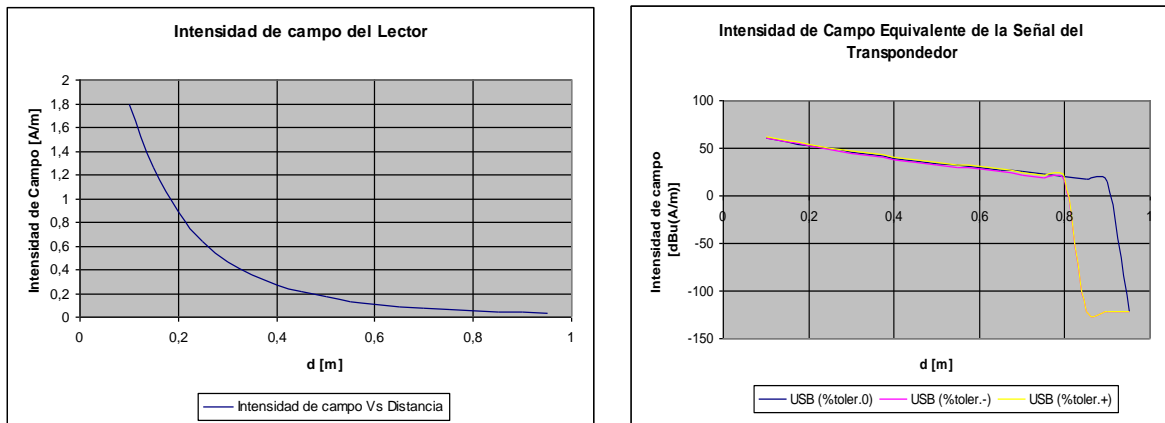 Intensidad de campo del Lector
Intensidad de Campo [A/m]
2
1,8
1,6
1,4
1,2
1
0,8
0,6
0,4
0,2
0
0
0,2
0,4
0,6
0,8
1
d [m]
Intensidad de campo Vs Distancia
Intensidad de Campo Equivalente de la Señal del
Transpondedor
Intensidad de campo
[dBu(A/m)]
100
50
0
-50
-100
-150
0
0.2
0.4
0.6
0.8
1
d [m]
USB (%toler.0)
USB (%toler.-)
USB (%toler.+)